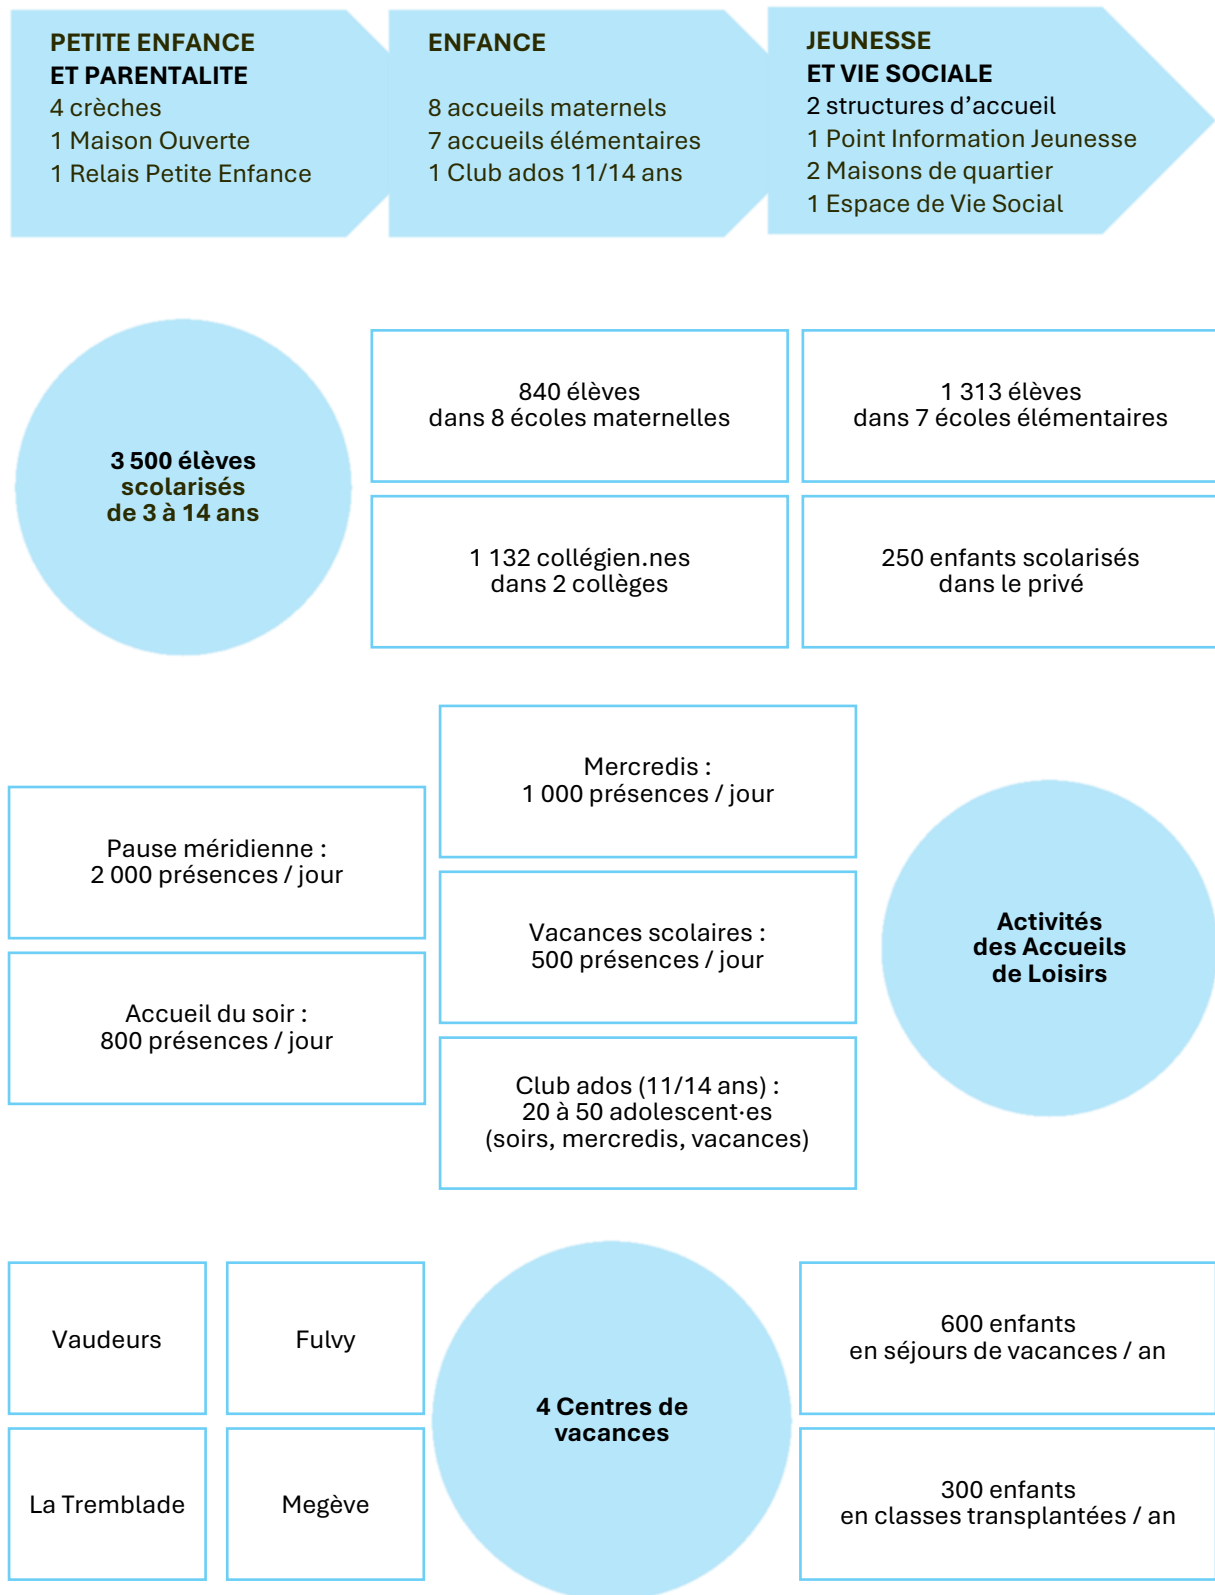 PETITE ENFANCE
ET PARENTALITE
4 crèches
1 Maison Ouverte
1 Relais Petite Enfance
ENFANCE
8 accueils maternels
7 accueils élémentaires
1 Club ados 11/14 ans
JEUNESSE
ET VIE SOCIALE
2 structures d’accueil
1 Point Information Jeunesse
2 Maisons de quartier
1 Espace de Vie Social
3 500 élèves
scolarisés
de 3 à 14 ans
840 élèves
dans 8 écoles maternelles
1 313 élèves
dans 7 écoles élémentaires
1 132 collégien.nes
dans 2 collèges
250 enfants scolarisés
dans le privé
Pause méridienne :
2 000 présences / jour
Accueil du soir :
800 présences / jour
Mercredis :
1 000 présences / jour
Vacances scolaires :
500 présences / jour
Club ados (11/14 ans) :
20 à 50 adolescent·es
(soirs, mercredis, vacances)
Activités
des Accueils
de Loisirs
Vaudeurs
Fulvy
La Tremblade
Megève
4 Centres de
vacances
600 enfants
en séjours de vacances / an
300 enfants
en classes transplantées / an